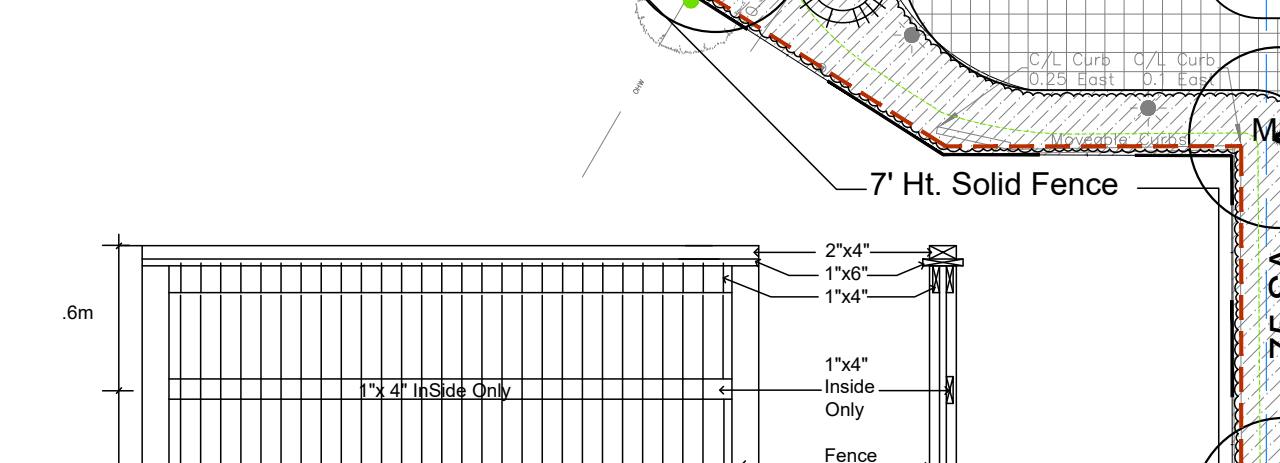 OHW
C/L Curb C/L Curb
0.25 East 0.1 East
Moveable Curbs
7' Ht. Solid Fence
2"x4"
1"x6"
1"x4"
.6m
1"x4"
Inside
Only
1"x 4" InSide Only
Fence